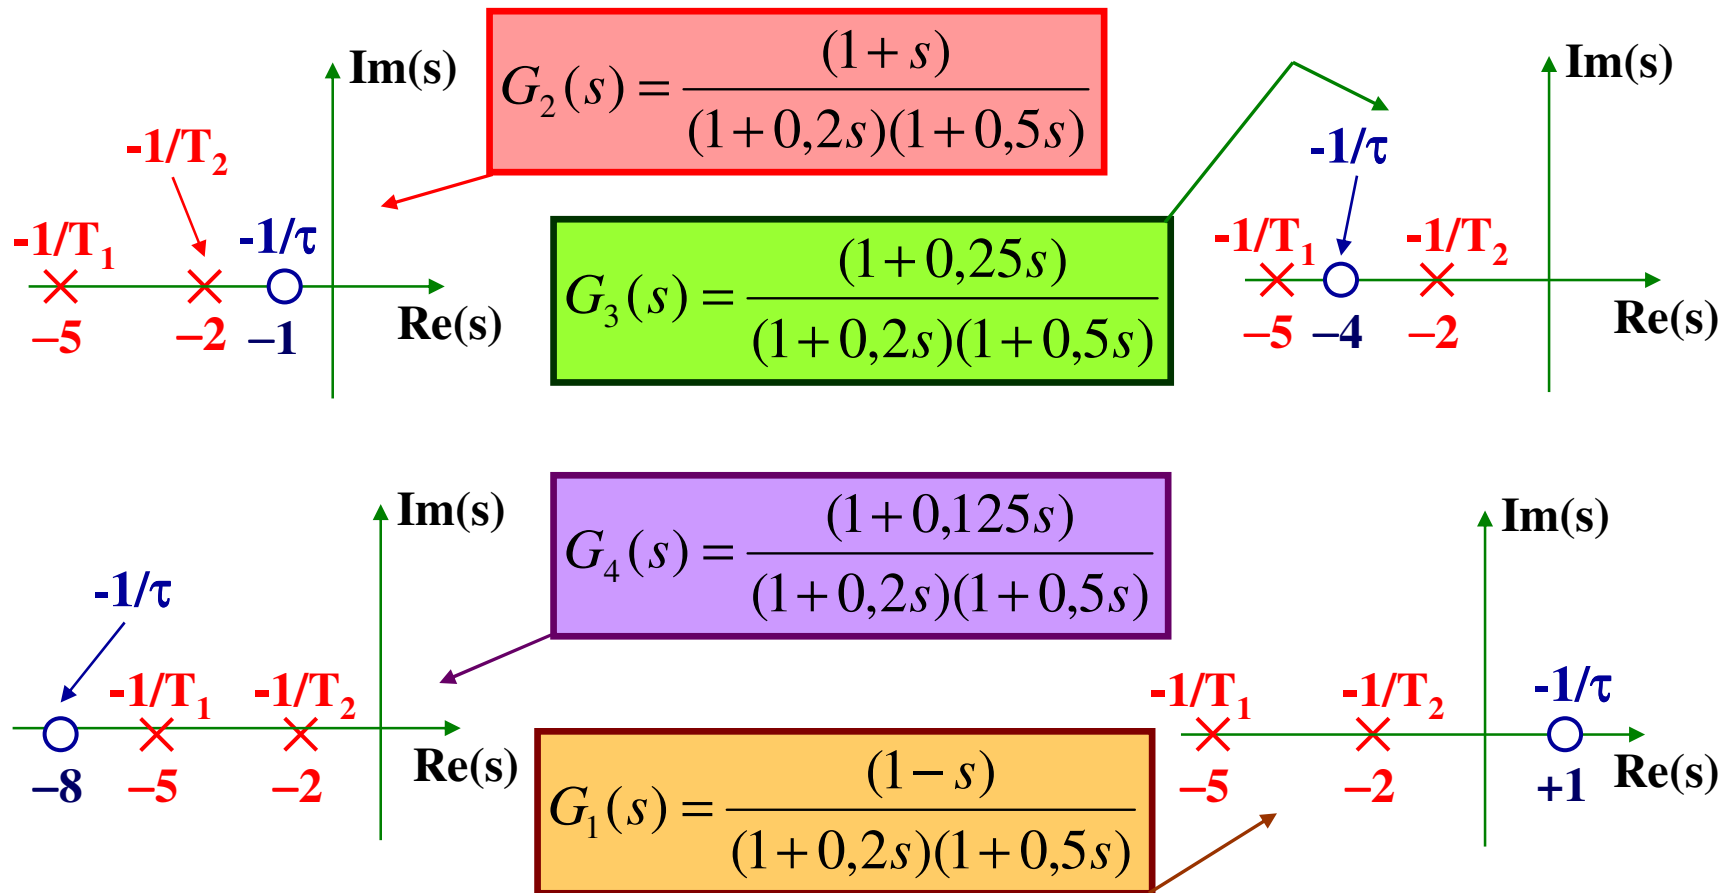 Im(s)
G₂(s) = (1 + s) / (1 + 0,2s)(1 + 0,5s)
-1/T₂
-1/T₁
-1/τ
–5
–2
–1
Re(s)
Im(s)
-1/τ
-1/T₁
-1/T₂
–5
–4
–2
Re(s)
G₃(s) = (1 + 0,25s) / (1 + 0,2s)(1 + 0,5s)
Im(s)
-1/τ
-1/T₁
-1/T₂
–8
–5
–2
Re(s)
G₄(s) = (1 + 0,125s) / (1 + 0,2s)(1 + 0,5s)
Im(s)
-1/T₁
-1/T₂
-1/τ
–5
–2
+1
Re(s)
G₁(s) = (1 − s) / (1 + 0,2s)(1 + 0,5s)